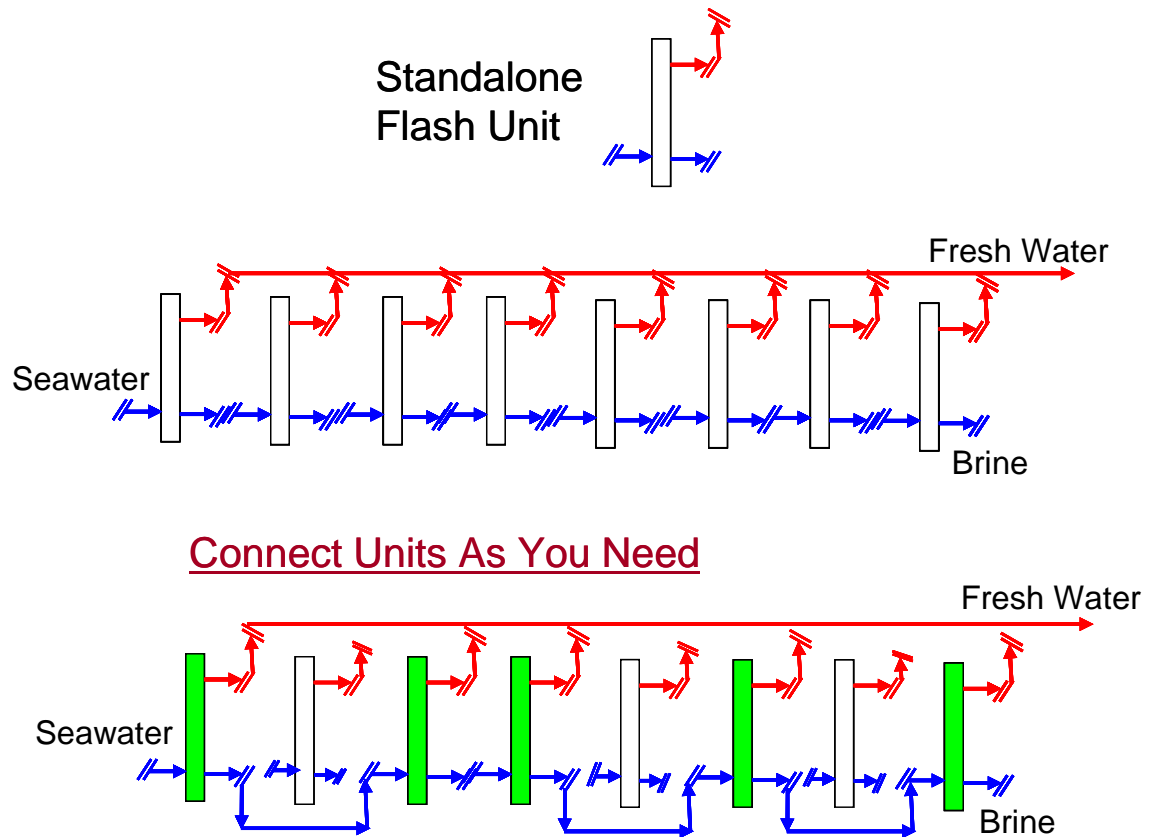 Standalone
Flash Unit
Fresh Water
Seawater
Brine
Connect Units As You Need
Fresh Water
Seawater
Brine